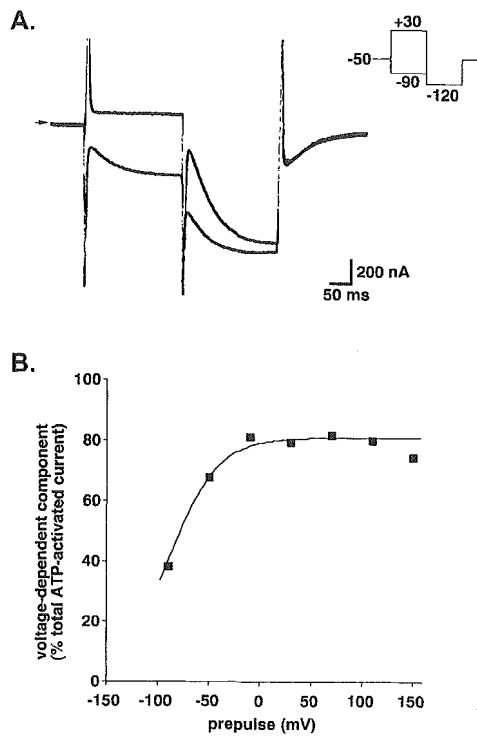 A.
+30
-50
-90
-120
200 nA
50 ms
B.
voltage-dependent component
(% total ATP-activated current)
100
80
60
40
20
0
-150 -100 -50 0 50 100 150
prepulse (mV)